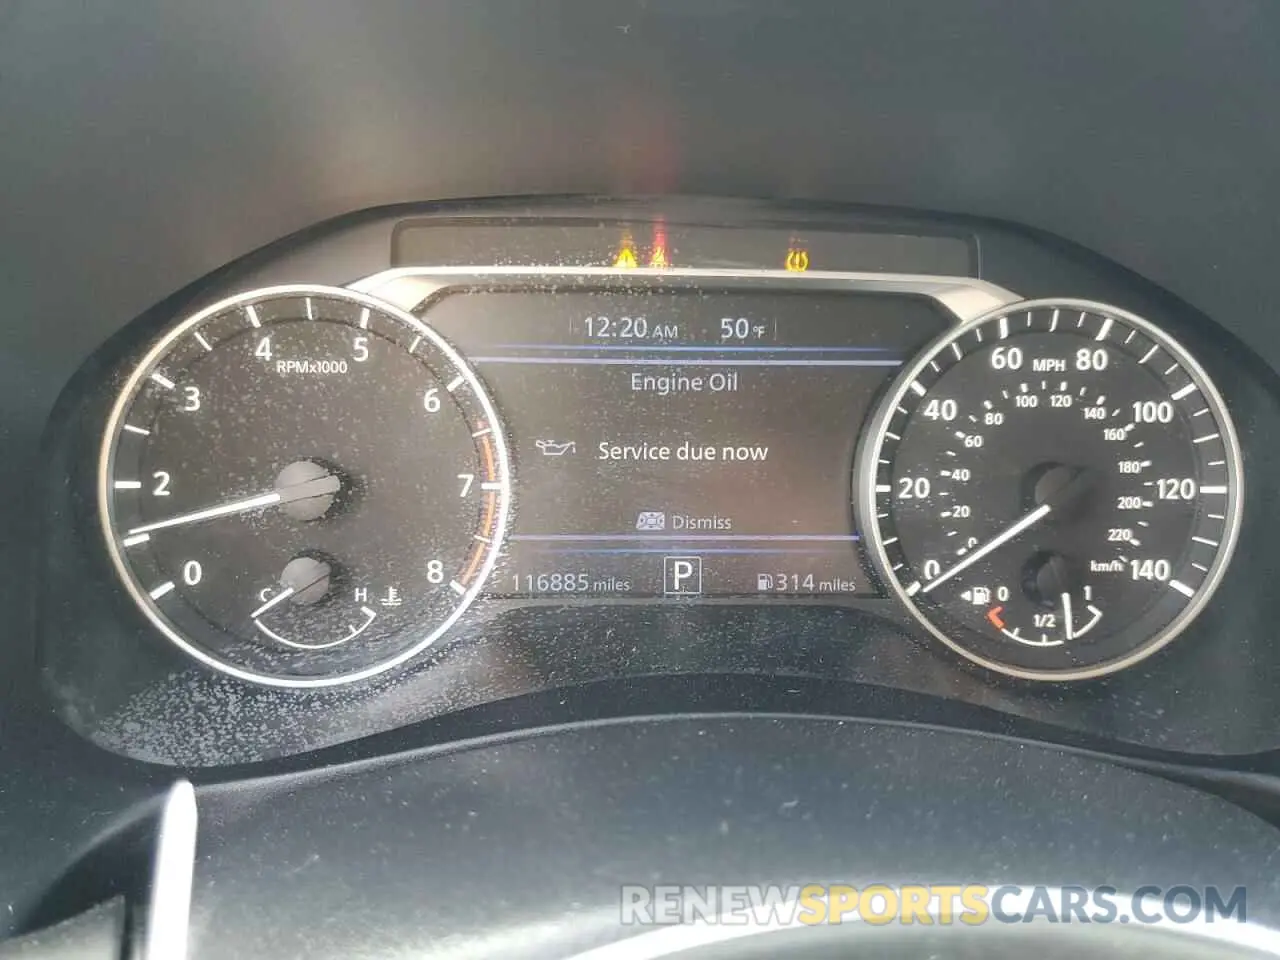 12:20 AM 50°F
Engine Oil
Service due now
Dismiss
116885 miles P 314 miles
0 2 3 4 5 6 7 8
RPMx1000
C H
0 20 40 60 80 100 120 140
MPH
0 20 40 60 80 100 120 140 160 180 200 220
km/h
0 1/2 1
RENEWSPORTSCARS.COM